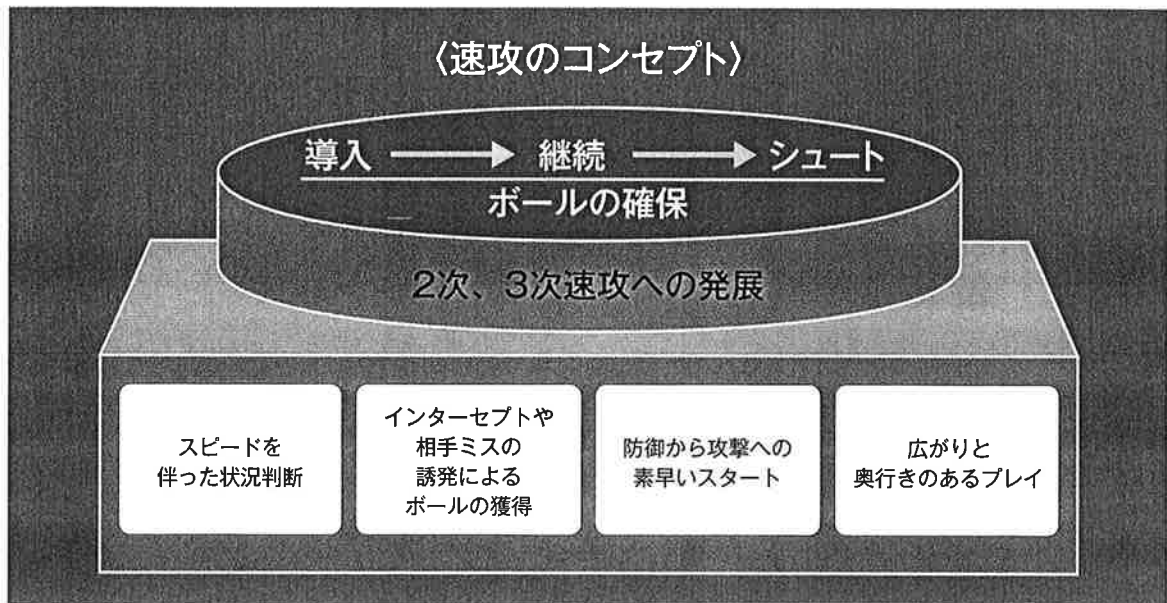 〈速攻のコンセプト〉
導入 → 継続 → シュート
ボールの確保
2次、3次速攻への発展
スピードを
伴った状況判断
インターセプトや
相手ミスの
誘発による
ボールの獲得
防御から攻撃への
素早いスタート
広がりと
奥行きのあるプレイ